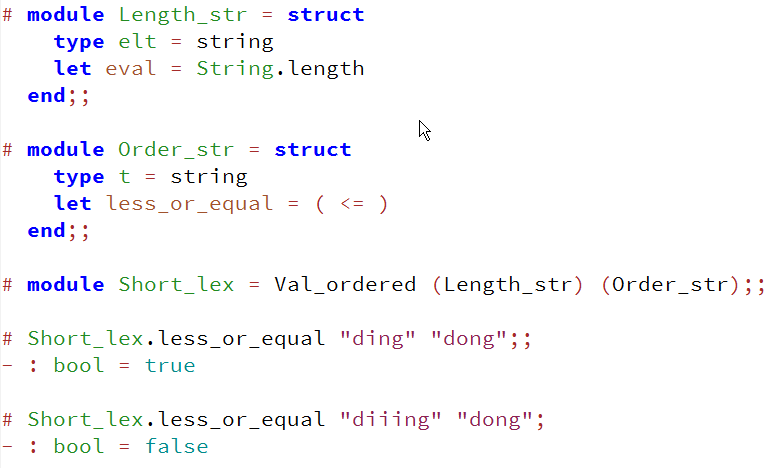 # module Length_str = struct
    type elt = string
    let eval = String.length
  end;;
# module Order_str = struct
    type t = string
    let less_or_equal = ( <= )
  end;;
# module Short_lex = Val_ordered (Length_str) (Order_str);;
# Short_lex.less_or_equal "ding" "dong";;
- : bool = true
# Short_lex.less_or_equal "diiing" "dong";
- : bool = false